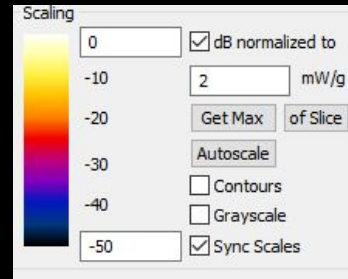 Scaling
0 dB normalized to
-10 2 mW/g
-20 Get Max of Slice
-30 Autoscale
Contours
-40 Grayscale
-50 Sync Scales